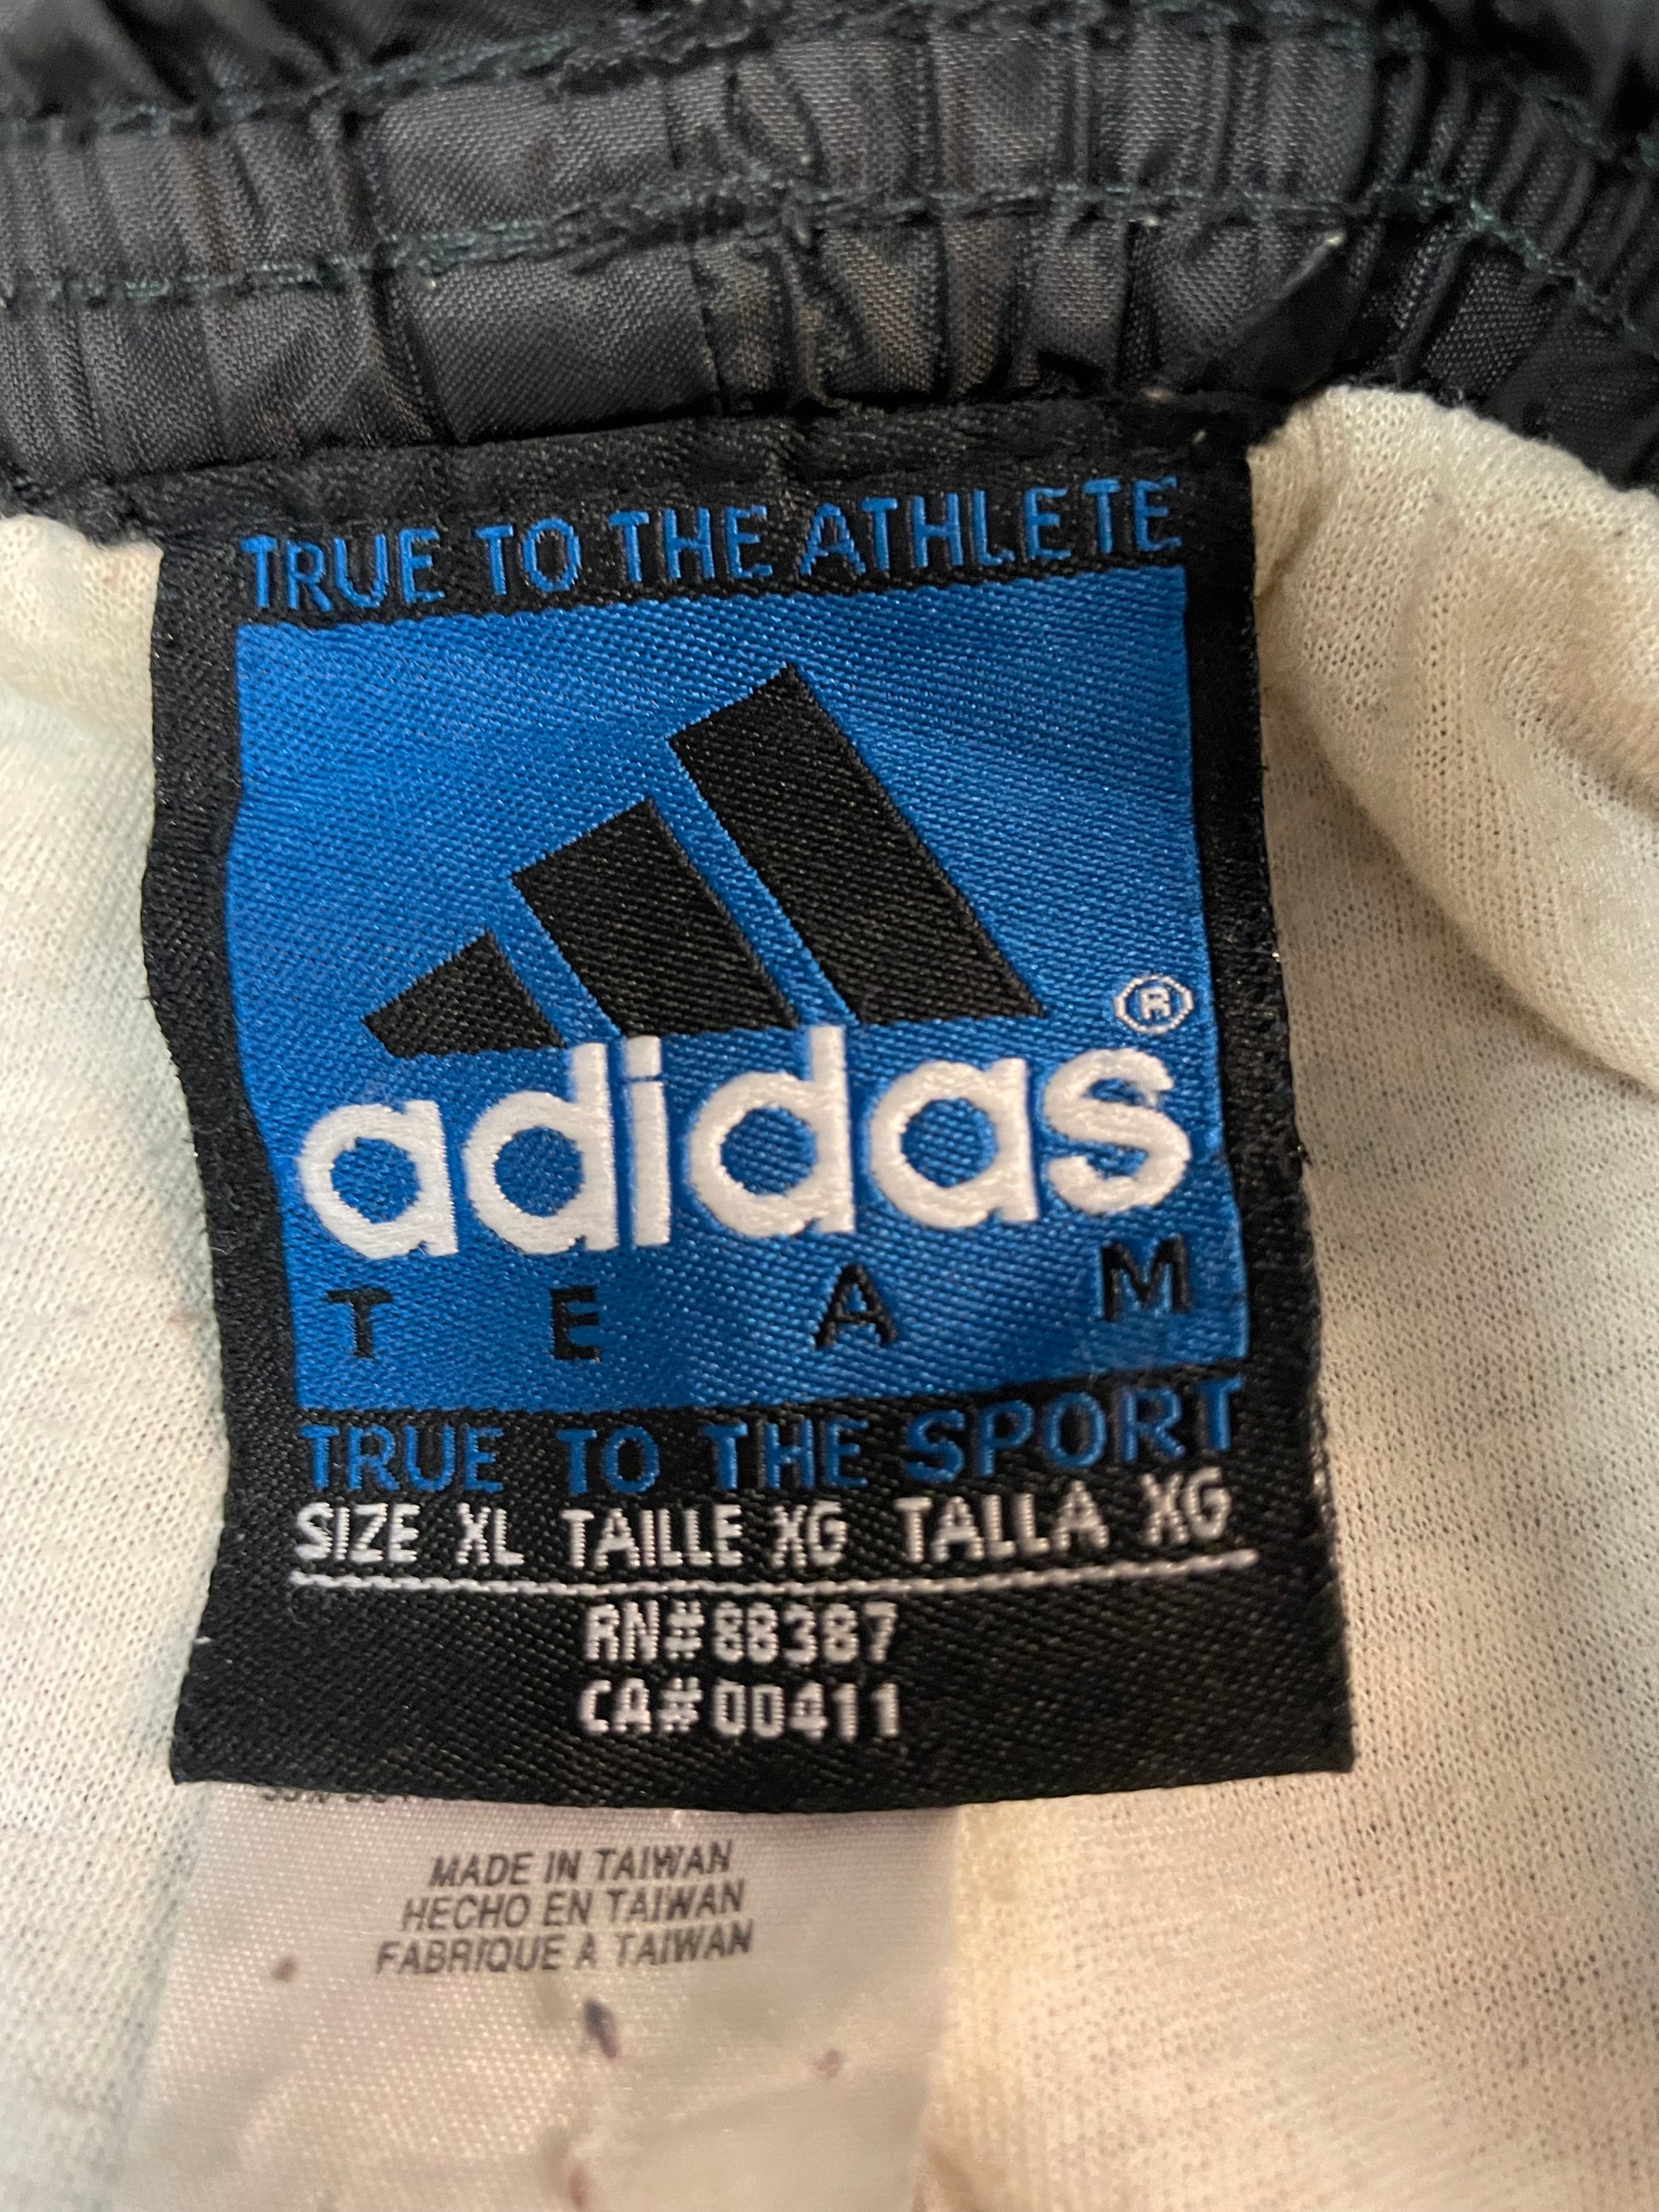 TRUE TO THE ATHLETE
®
adidas
TEAM
TRUE TO THE SPORT
SIZE XL TAILLE XG TALLA XG
RN#88387
CA#00411
MADE IN TAIWAN
HECHO EN TAIWAN
FABRIQUE A TAIWAN